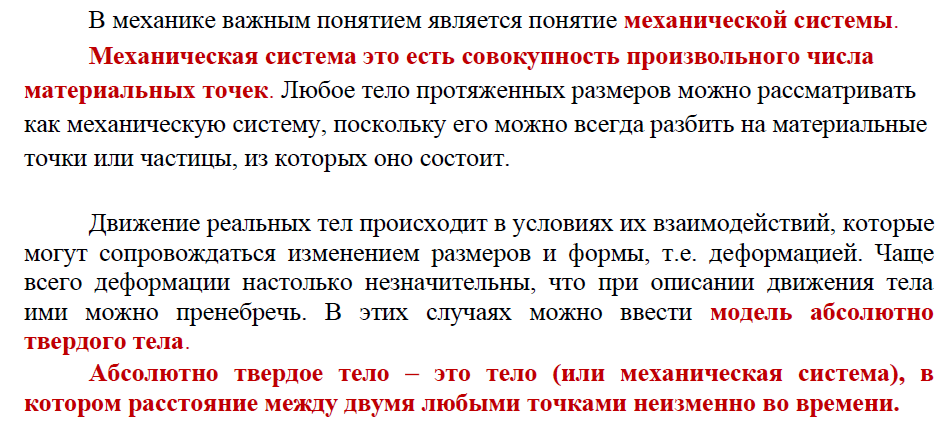 В механике важным понятием является понятие механической системы.
Механическая система это есть совокупность произвольного числа
материальных точек. Любое тело протяженных размеров можно рассматривать
как механическую систему, поскольку его можно всегда разбить на материальные
точки или частицы, из которых оно состоит.
Движение реальных тел происходит в условиях их взаимодействий, которые
могут сопровождаться изменением размеров и формы, т.е. деформацией. Чаще
всего деформации настолько незначительны, что при описании движения тела
ими можно пренебречь. В этих случаях можно ввести модель абсолютно
твердого тела.
Абсолютно твердое тело – это тело (или механическая система), в
котором расстояние между двумя любыми точками неизменно во времени.